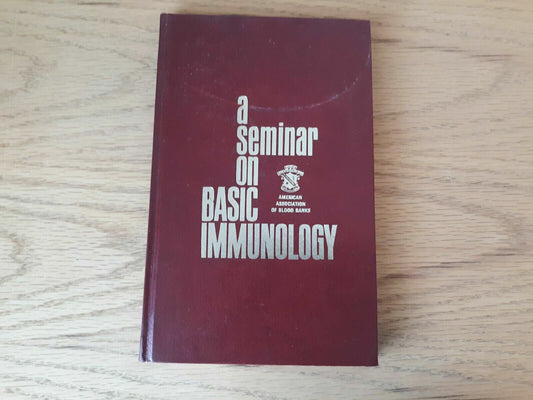 a
seminar
on
BASIC
IMMUNOLOGY
AMERICAN
ASSOCIATION
OF BLOOD BANKS